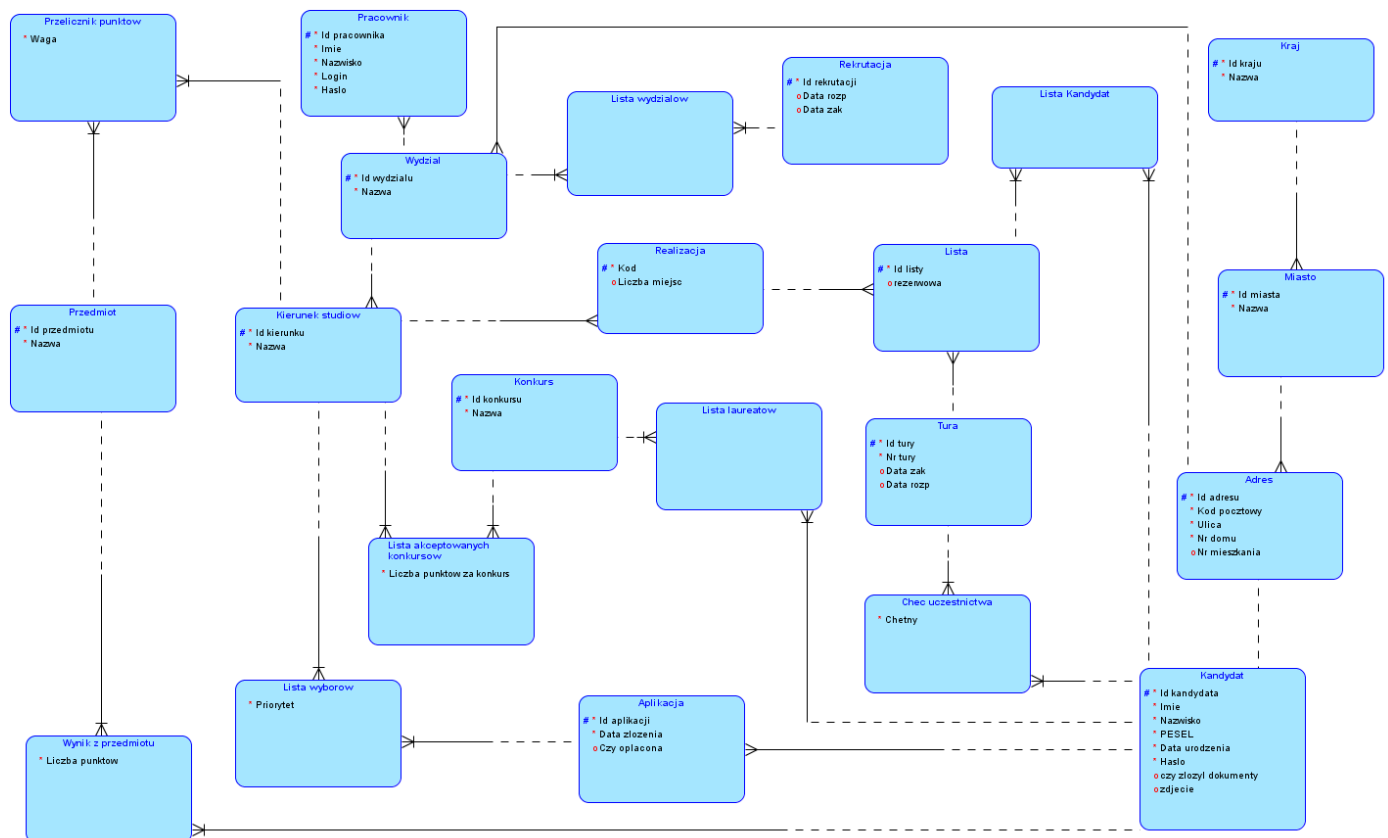 Przelicznik punktow
* Waga
Pracownik
# * Id pracownika
* Imie
* Nazwisko
* Login
* Haslo
Rekrutacja
# * Id rekrutacji
o Data rozp
o Data zak
Kraj
# * Id kraju
* Nazwa
Lista wydzialow
Lista Kandydat
Wydzial
# * Id wydzialu
* Nazwa
Realizacja
# * Kod
o Liczba miejsc
Lista
# * Id listy
o rezerwowa
Miasto
# * Id miasta
* Nazwa
Przedmiot
# * Id przedmiotu
* Nazwa
Kierunek studiow
# * Id kierunku
* Nazwa
Konkurs
# * Id konkursu
* Nazwa
Lista laureatow
Tura
# * Id tury
* Nr tury
o Data zak
o Data rozp
Adres
# * Id adresu
* Kod pocztowy
* Ulica
* Nr domu
o Nr mieszkania
Lista akceptowanych
konkursow
* Liczba punktow za konkurs
Chec uczestnictwa
* Chetny
Lista wyborow
* Priorytet
Aplikacja
# * Id aplikacji
* Data zlozenia
o Czy oplacona
Kandydat
# * Id kandydata
* Imie
* Nazwisko
* PESEL
* Data urodzenia
* Haslo
o czy zlozyl dokumenty
o zdjecie
Wynik z przedmiotu
* Liczba punktow